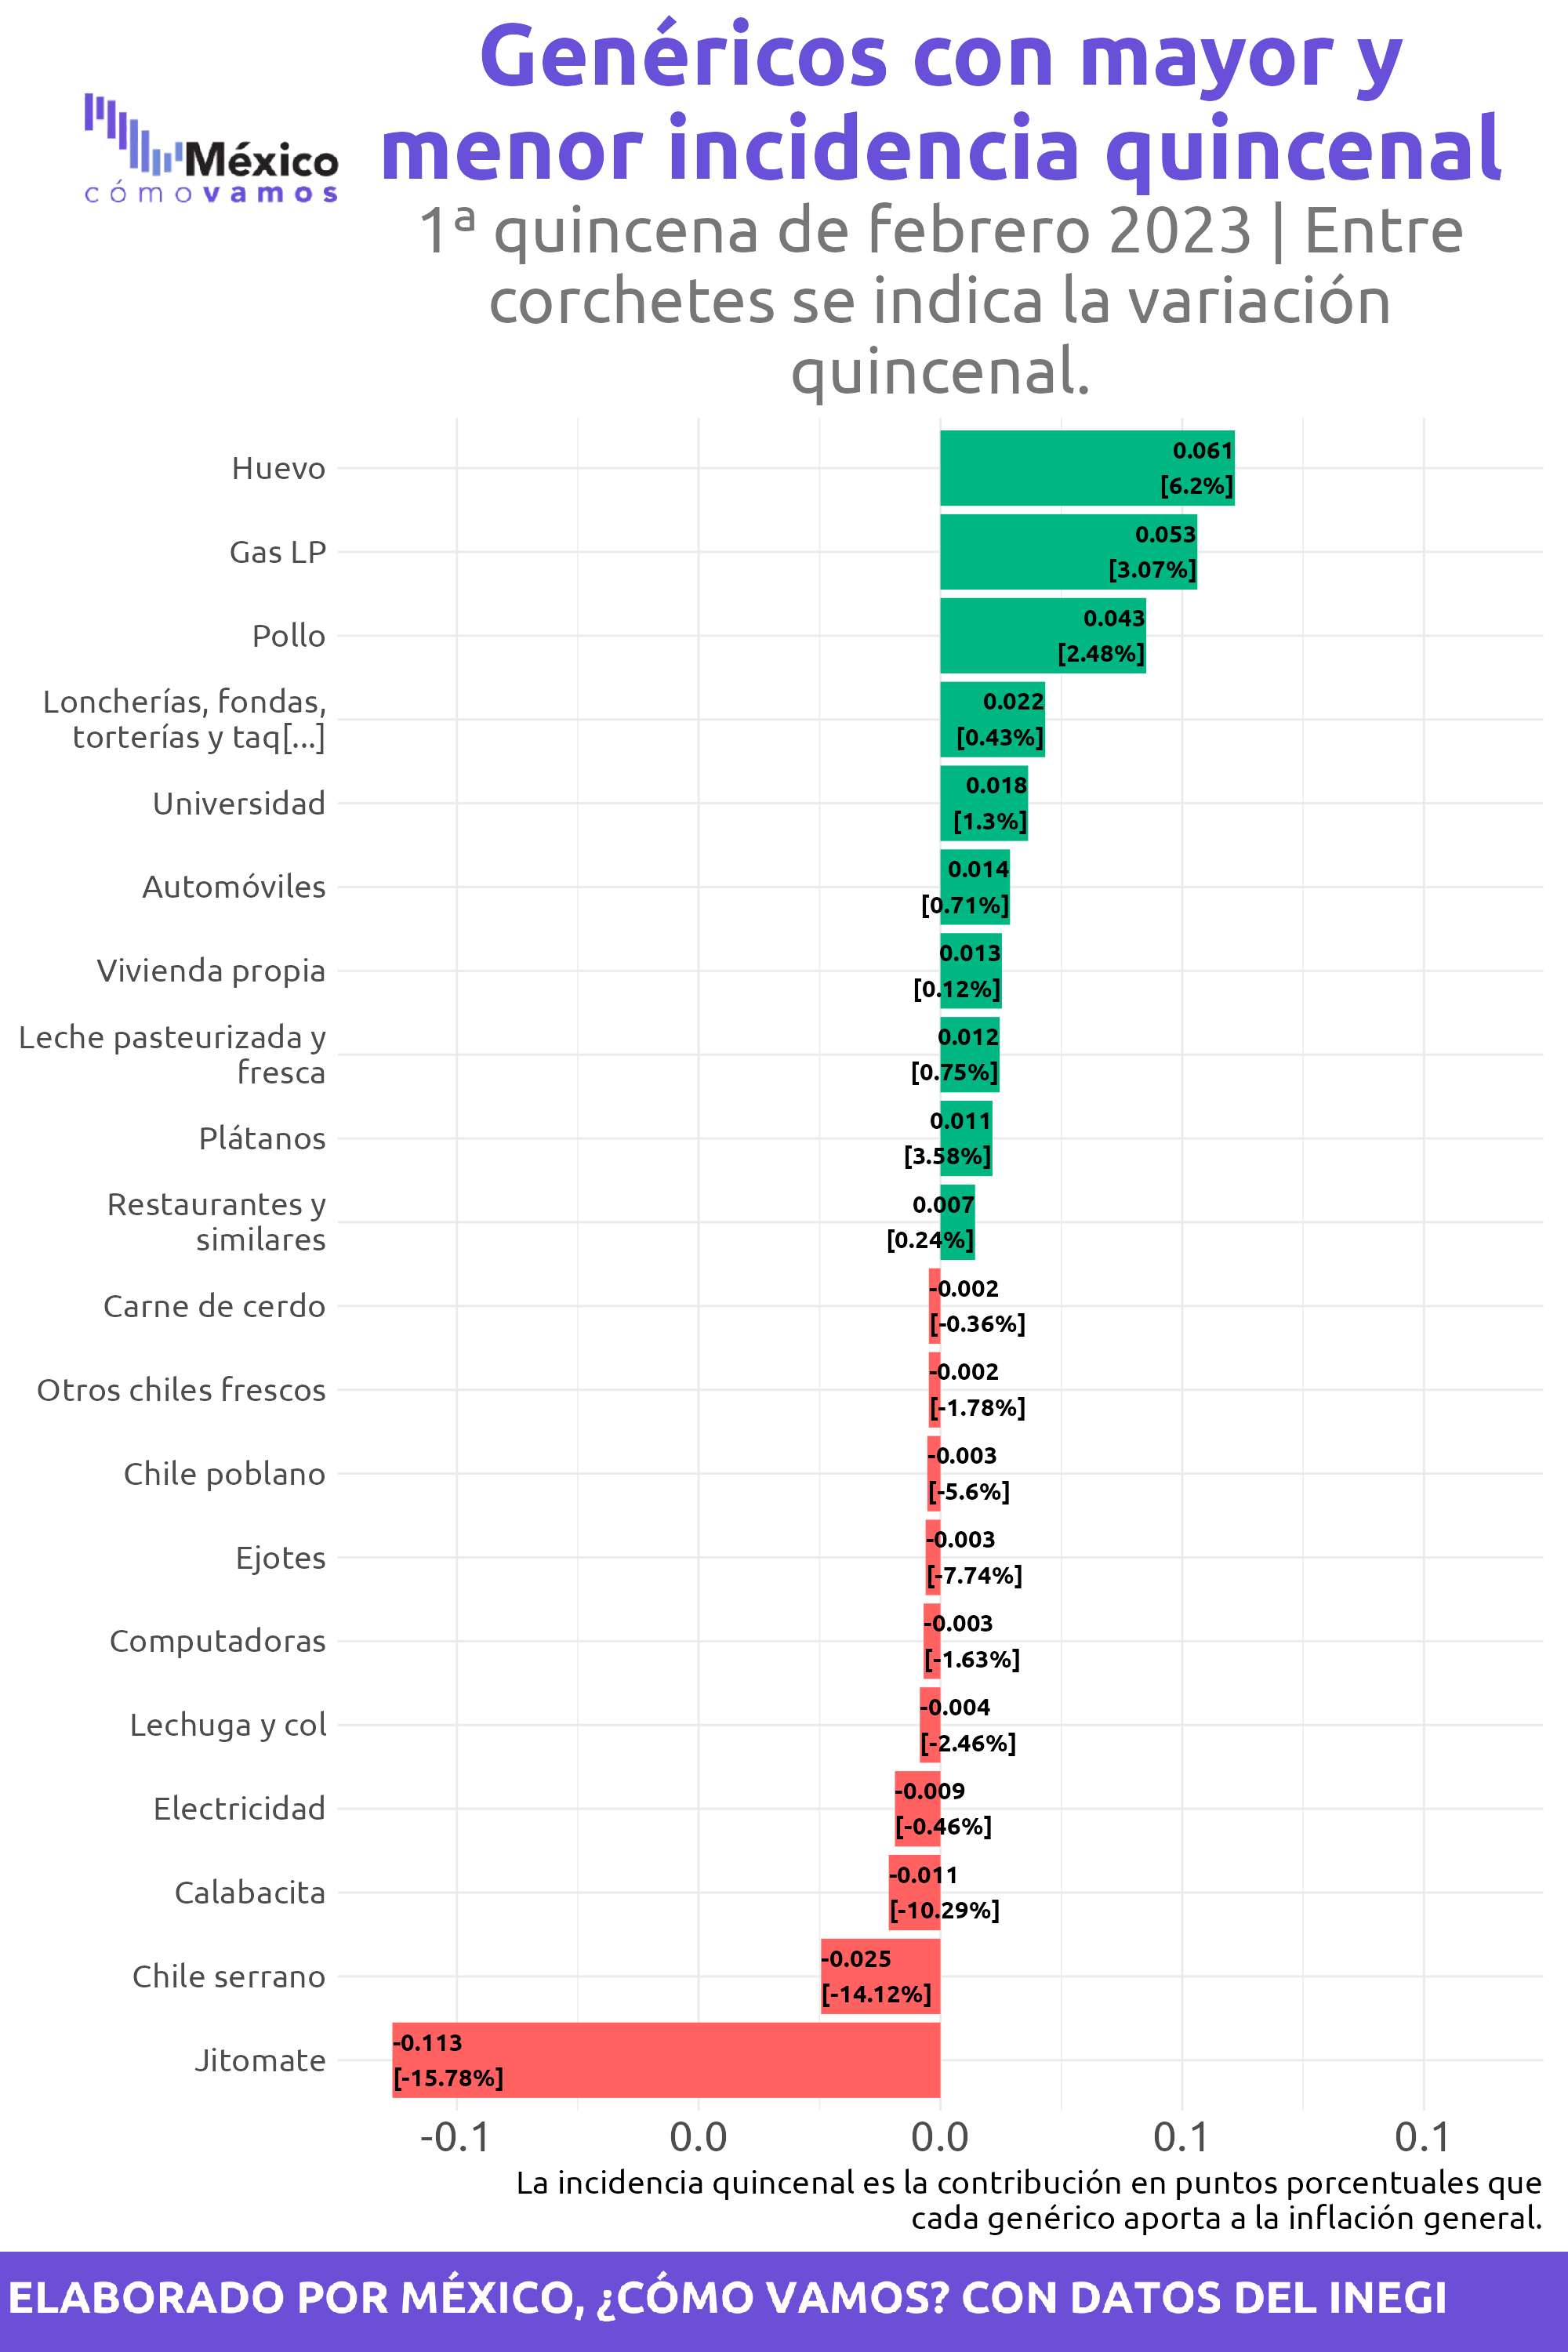 Genéricos con mayor y
menor incidencia quincenal
México
cómovamos
1ª quincena de febrero 2023 | Entre
corchetes se indica la variación
quincenal.
Huevo
0.061
[6.2%]
Gas LP
0.053
[3.07%]
Pollo
0.043
[2.48%]
Loncherías, fondas,
torterías y taq[...]
0.022
[0.43%]
Universidad
0.018
[1.3%]
Automóviles
0.014
[0.71%]
Vivienda propia
0.013
[0.12%]
Leche pasteurizada y
fresca
0.012
[0.75%]
Plátanos
0.011
[3.58%]
Restaurantes y
similares
0.007
[0.24%]
Carne de cerdo
-0.002
[-0.36%]
Otros chiles frescos
-0.002
[-1.78%]
Chile poblano
-0.003
[-5.6%]
Ejotes
-0.003
[-7.74%]
Computadoras
-0.003
[-1.63%]
Lechuga y col
-0.004
[-2.46%]
Electricidad
-0.009
[-0.46%]
Calabacita
-0.011
[-10.29%]
Chile serrano
-0.025
[-14.12%]
Jitomate
-0.113
[-15.78%]
-0.1 0.0 0.0 0.1 0.1
La incidencia quincenal es la contribución en puntos porcentuales que
cada genérico aporta a la inflación general.
ELABORADO POR MÉXICO, ¿CÓMO VAMOS? CON DATOS DEL INEGI